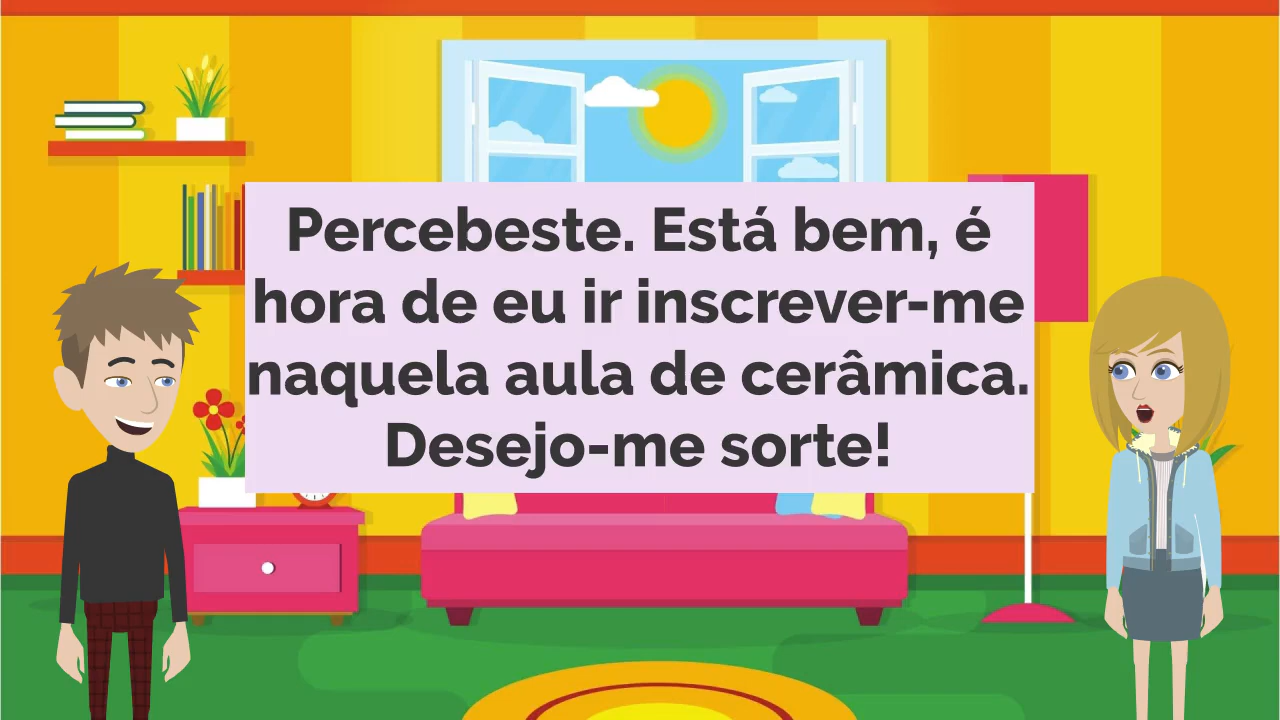 Percebeste. Está bem, é
hora de eu ir inscrever-me
naquela aula de cerâmica.
Desejo-me sorte!